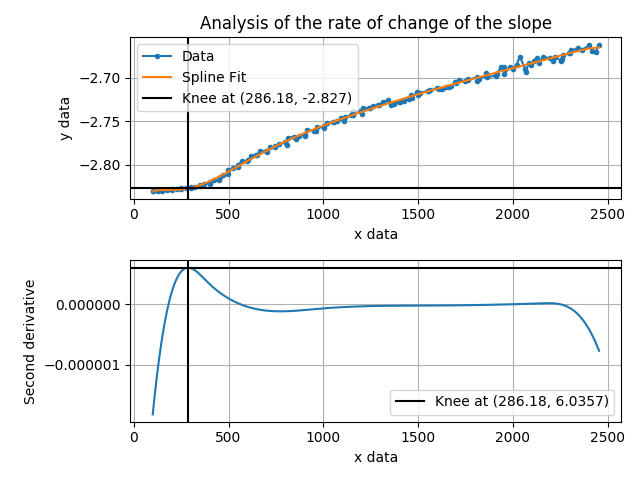 Analysis of the rate of change of the slope
Data
Spline Fit
Knee at (286.18, -2.827)
y data
−2.70
−2.75
−2.80
0 500 1000 1500 2000 2500
x data
Second derivative
0.000000
−0.000001
Knee at (286.18, 6.0357)
0 500 1000 1500 2000 2500
x data